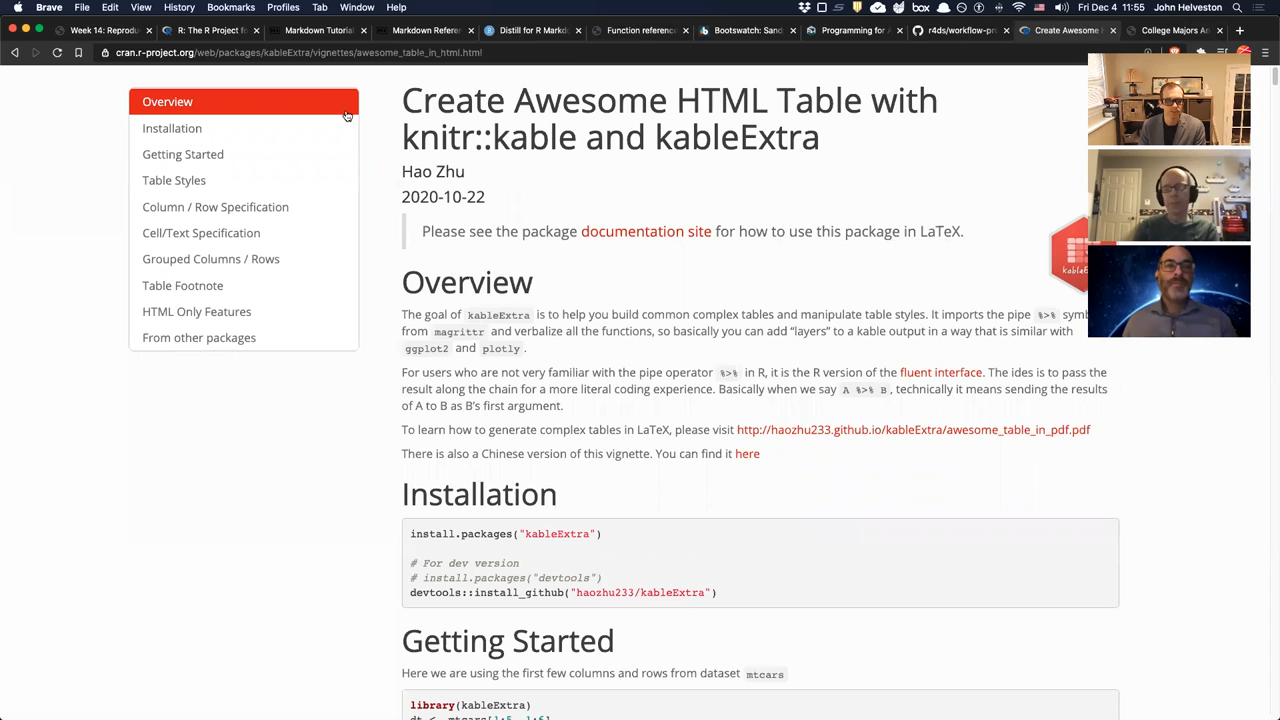 Brave File Edit View History Bookmarks Profiles Tab Window Help
box Fri Dec 4 11:55 John Helveston
Week 14: Reprodu R: The R Project fo Markdown Tutorial Markdown Refere Distill for R Markd Function reference Bootswatch: Sand Programming for A r4ds/workflow-pro Create Awesome H College Majors An
cran.r-project.org/web/packages/kableExtra/vignettes/awesome_table_in_html.html
Overview
Installation
Getting Started
Table Styles
Column / Row Specification
Cell/Text Specification
Grouped Columns / Rows
Table Footnote
HTML Only Features
From other packages
Create Awesome HTML Table with
knitr::kable and kableExtra
Hao Zhu
2020-10-22
Please see the package documentation site for how to use this package in LaTeX.
Overview
The goal of kableExtra is to help you build common complex tables and manipulate table styles. It imports the pipe %>% symb
from magrittr and verbalize all the functions, so basically you can add “layers” to a kable output in a way that is similar with
ggplot2 and plotly.
For users who are not very familiar with the pipe operator %>% in R, it is the R version of the fluent interface. The ides is to pass the
result along the chain for a more literal coding experience. Basically when we say A %>% B, technically it means sending the results
of A to B as B’s first argument.
To learn how to generate complex tables in LaTeX, please visit http://haozhu233.github.io/kableExtra/awesome_table_in_pdf.pdf
There is also a Chinese version of this vignette. You can find it here
Installation
install.packages("kableExtra")
# For dev version
# install.packages("devtools")
devtools::install_github("haozhu233/kableExtra")
Getting Started
Here we are using the first few columns and rows from dataset mtcars
library(kableExtra)
dt <- mtcars[1:5, 1:6]